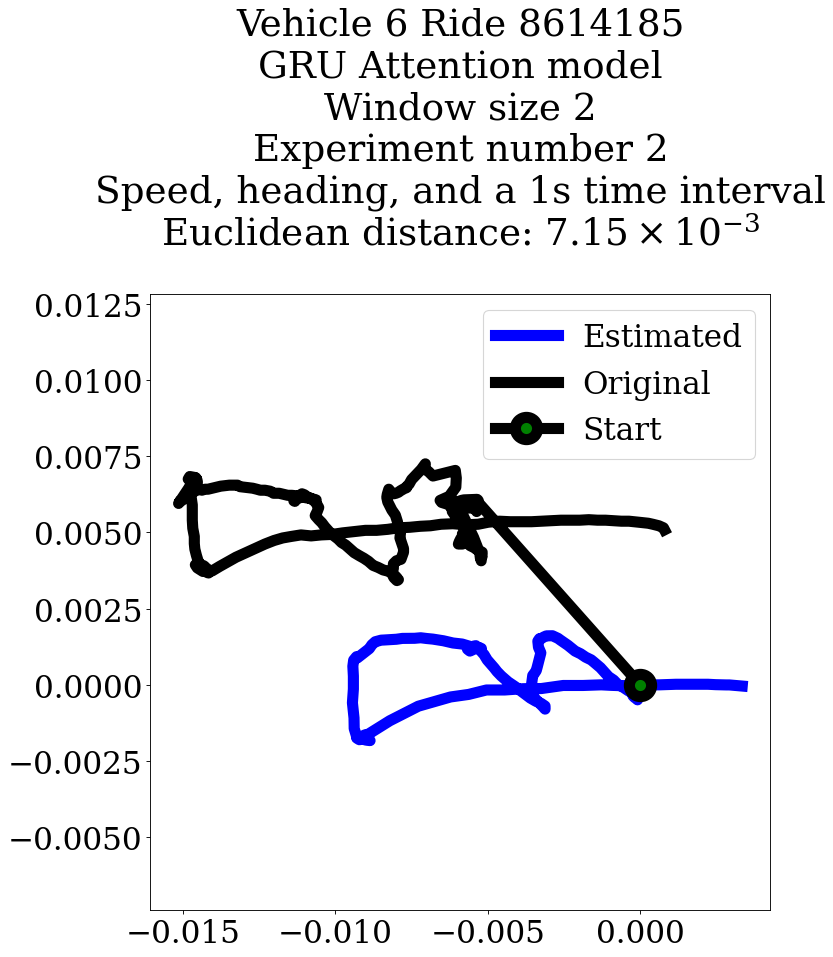 Vehicle 6 Ride 8614185
GRU Attention model
Window size 2
Experiment number 2
Speed, heading, and a 1s time interval
Euclidean distance: 7.15 × 10⁻³
Estimated
Original
Start
0.0125
0.0100
0.0075
0.0050
0.0025
0.0000
−0.0025
−0.0050
−0.015 −0.010 −0.005 0.000